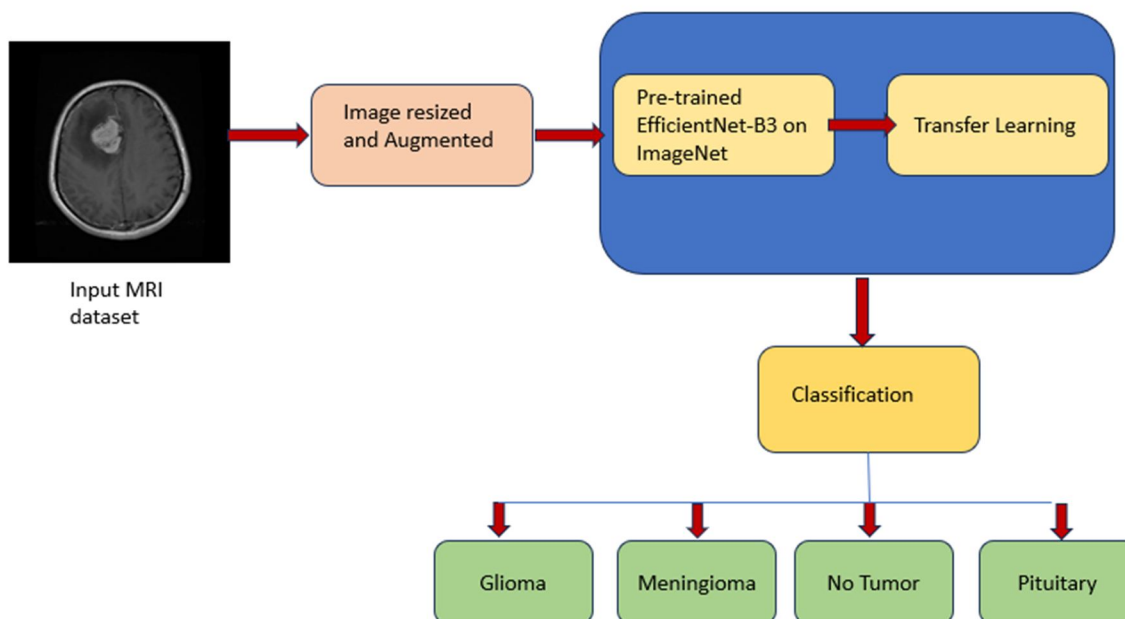 Input MRI
dataset
Image resized
and Augmented
Pre-trained
EfficientNet-B3 on
ImageNet
Transfer Learning
Classification
Glioma
Meningioma
No Tumor
Pituitary